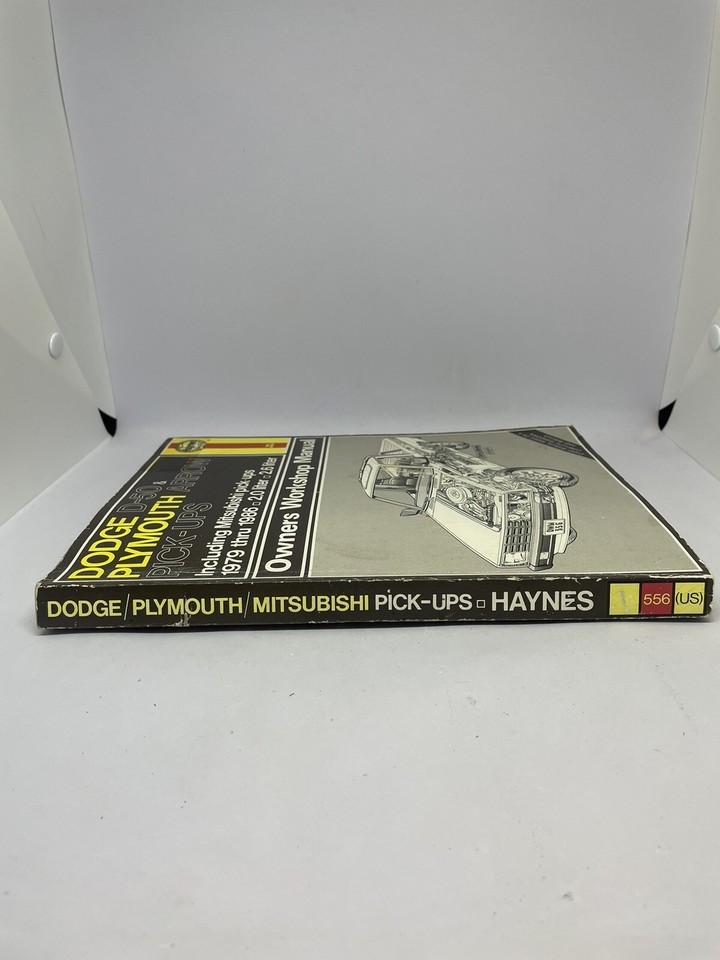 DODGE D-50 &
PLYMOUTH ARROW
PICK-UPS
Including Mitsubishi pick-ups
1979 thru 1986 □ 2.0 liter □ 2.6 liter
Owners Workshop Manual
DODGE/PLYMOUTH/MITSUBISHI PICK-UPS □ HAYNES 556 (US)